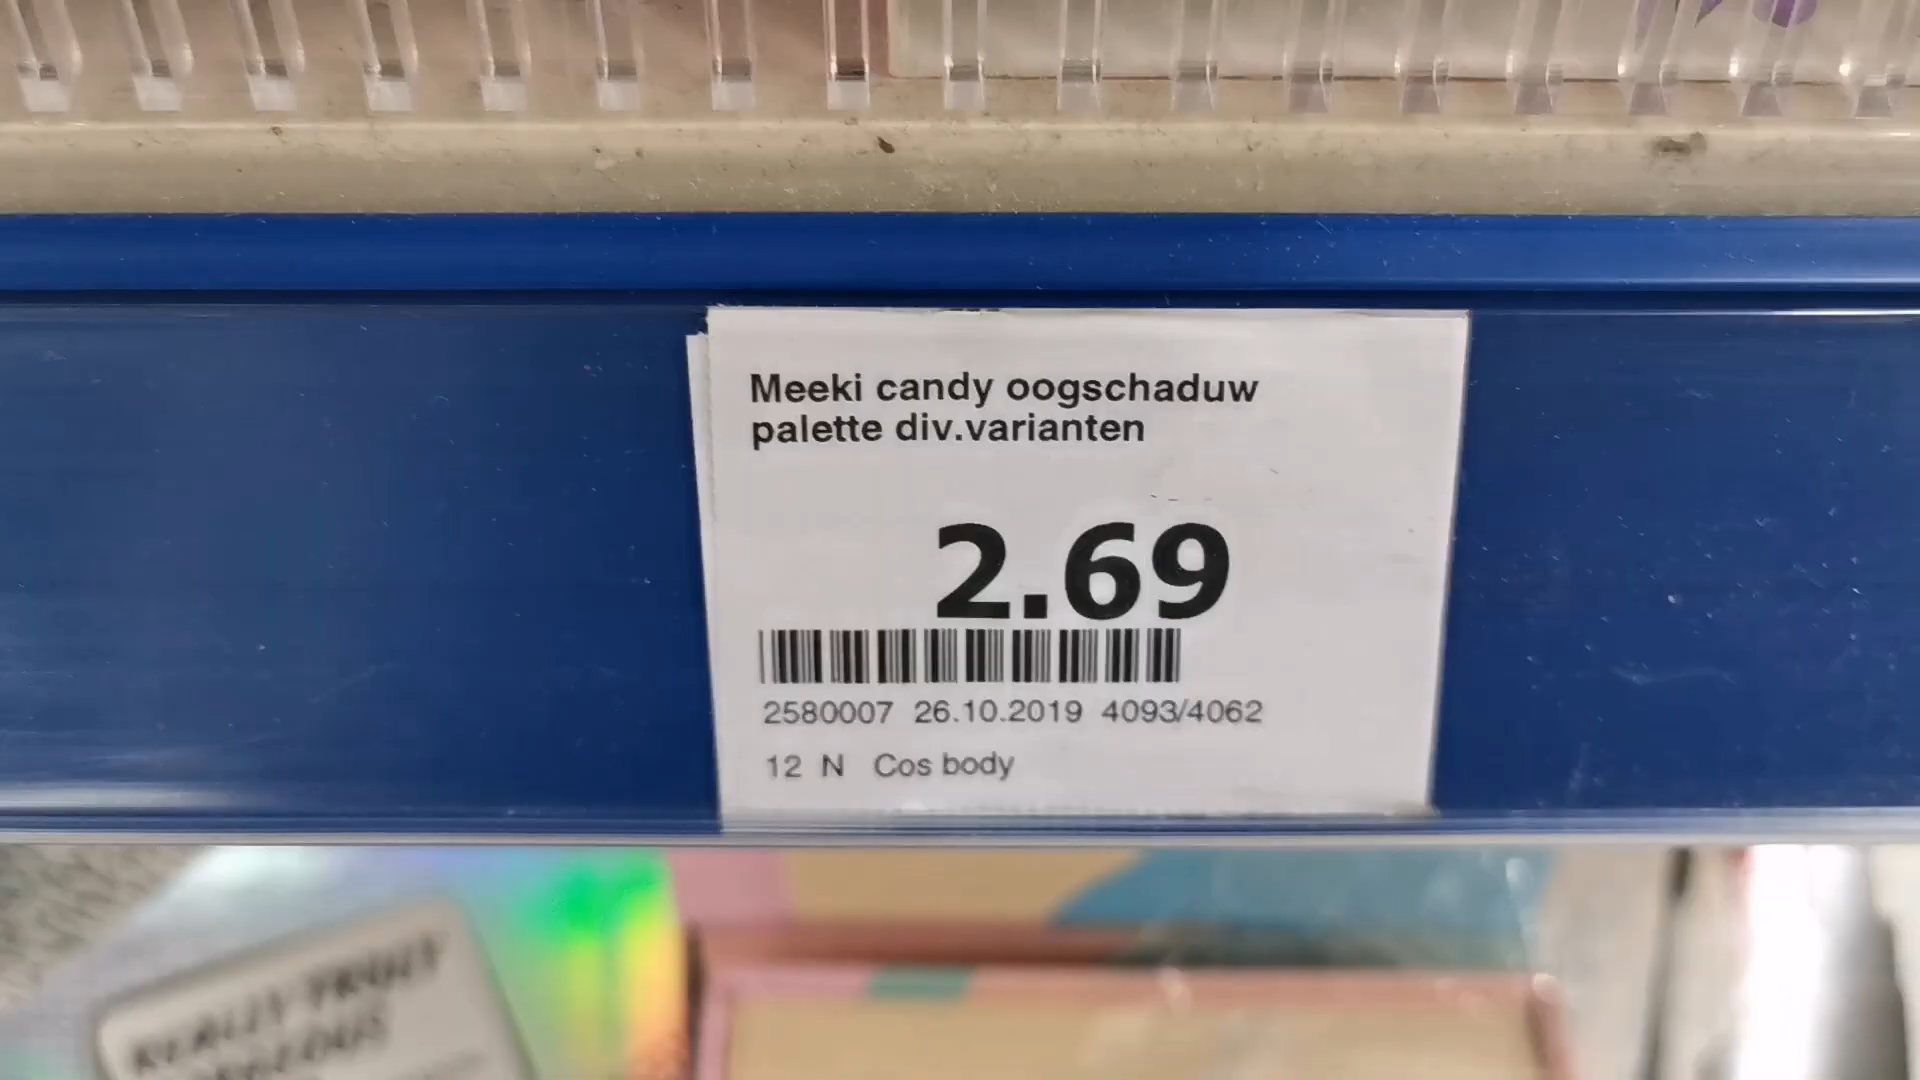 Meeki candy oogschaduw
palette div.varianten
2.69
2580007 26.10.2019 4093/4062
12 N Cos body